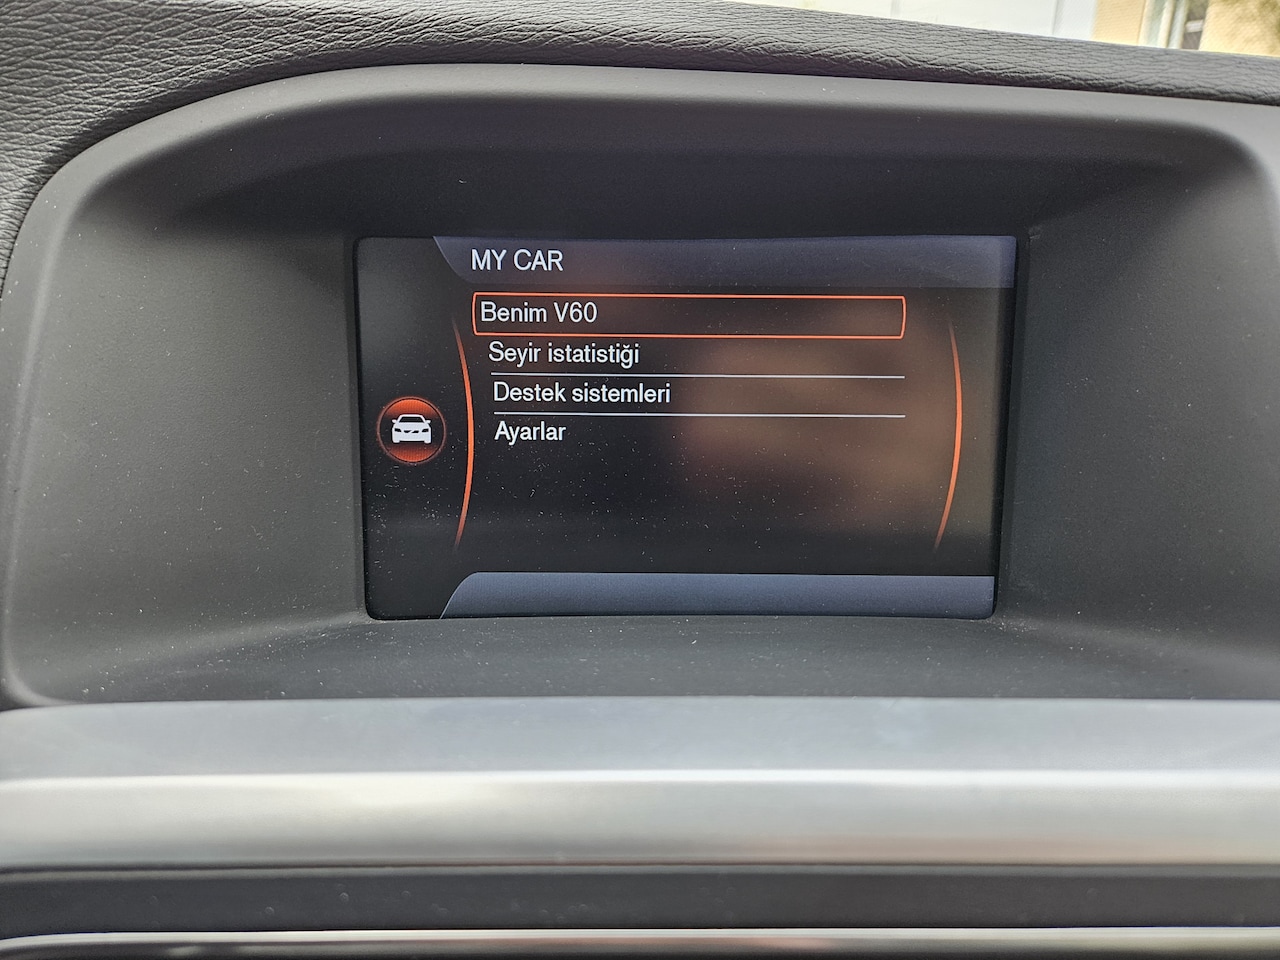 MY CAR
Benim V60
Seyir istatistiği
Destek sistemleri
Ayarlar